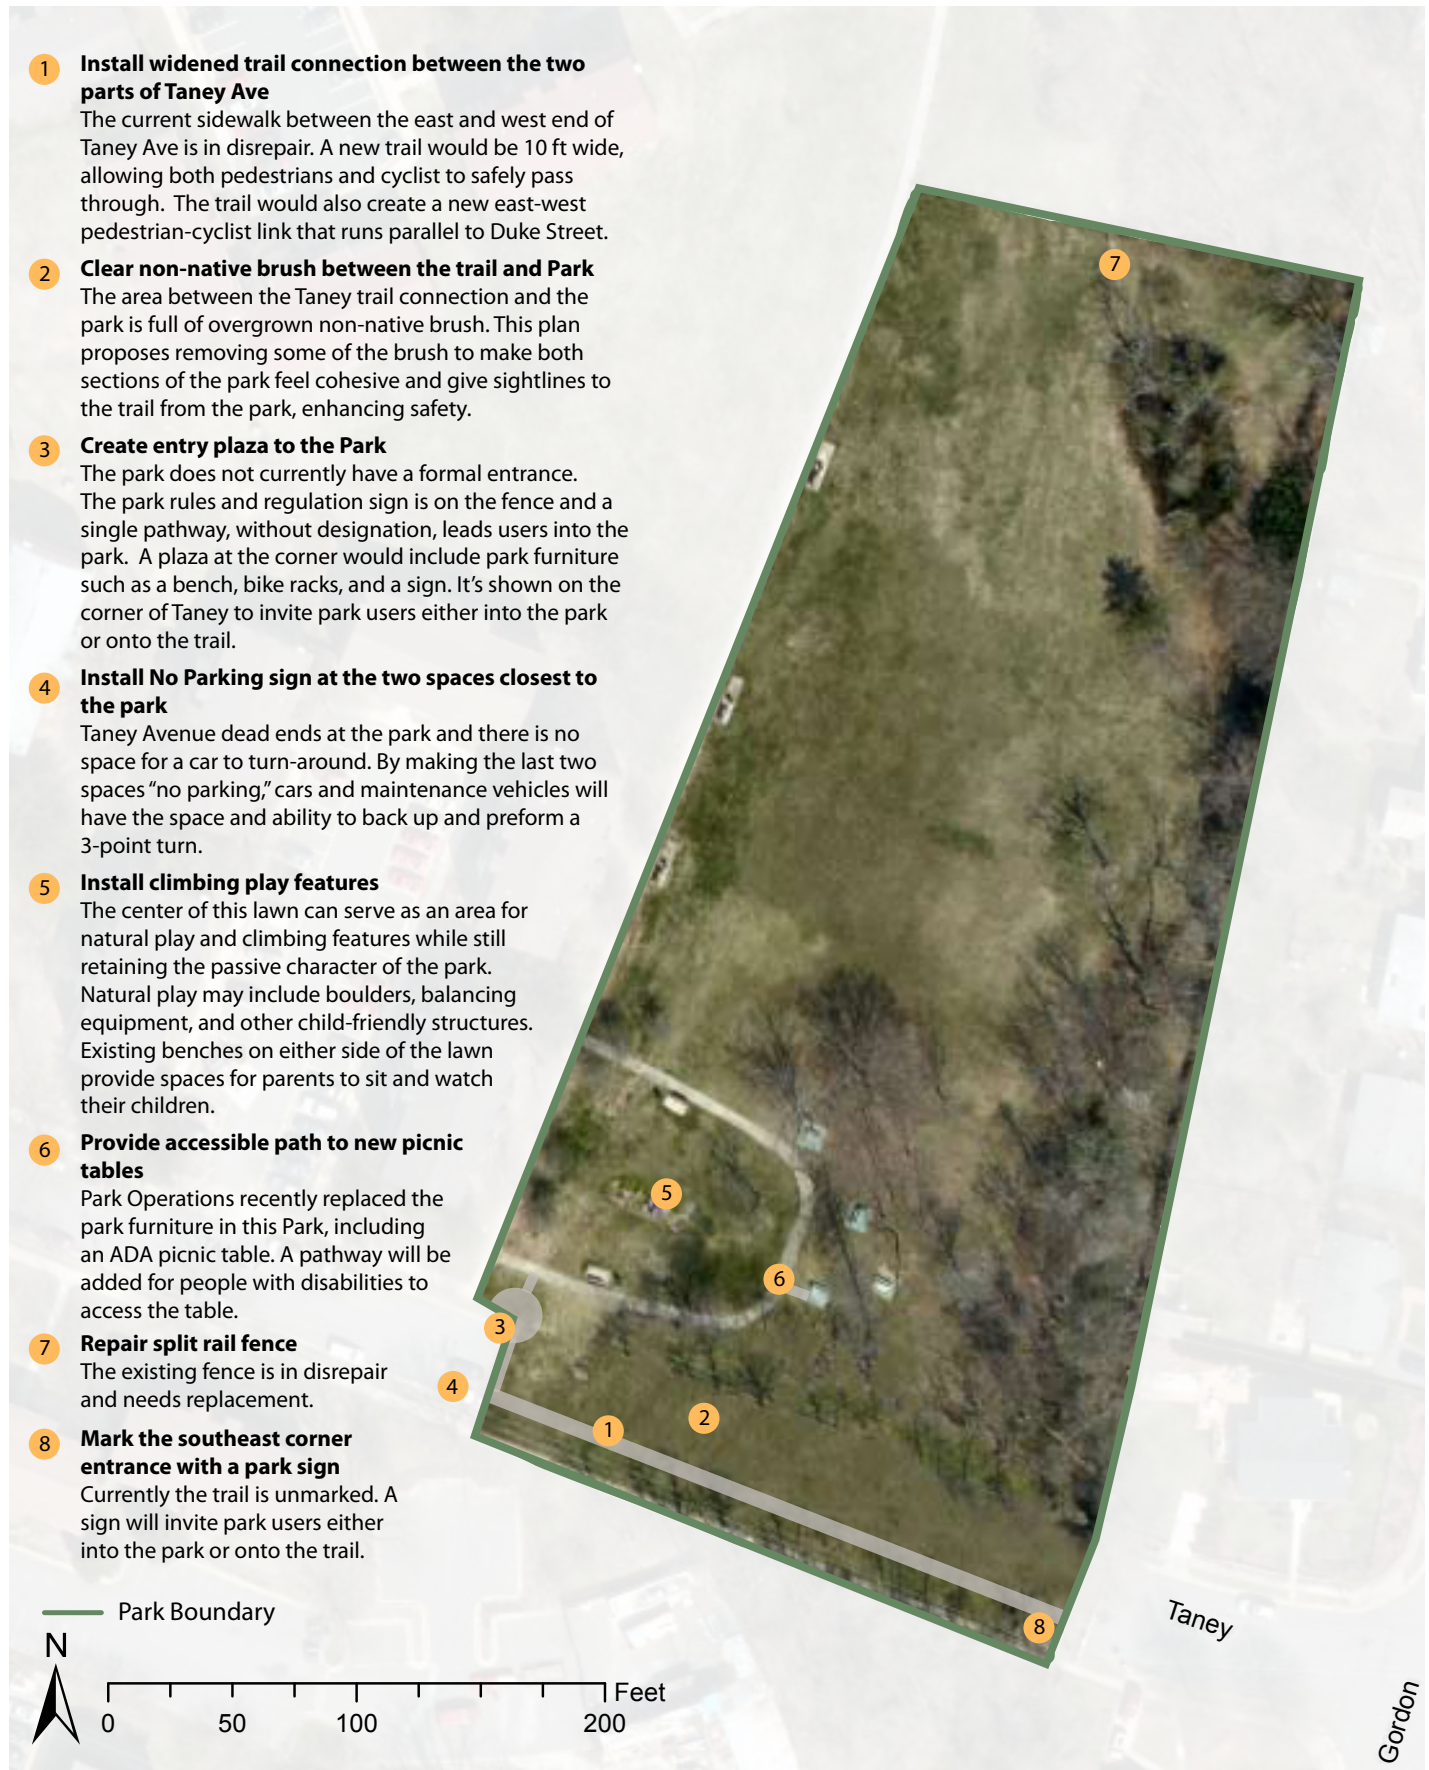 1 Install widened trail connection between the two
parts of Taney Ave
The current sidewalk between the east and west end of
Taney Ave is in disrepair. A new trail would be 10 ft wide,
allowing both pedestrians and cyclist to safely pass
through.  The trail would also create a new east-west
pedestrian-cyclist link that runs parallel to Duke Street.
2 Clear non-native brush between the trail and Park
The area between the Taney trail connection and the
park is full of overgrown non-native brush. This plan
proposes removing some of the brush to make both
sections of the park feel cohesive and give sightlines to
the trail from the park, enhancing safety.
3 Create entry plaza to the Park
The park does not currently have a formal entrance.
The park rules and regulation sign is on the fence and a
single pathway, without designation, leads users into the
park.  A plaza at the corner would include park furniture
such as a bench, bike racks, and a sign. It’s shown on the
corner of Taney to invite park users either into the park
or onto the trail.
4 Install No Parking sign at the two spaces closest to
the park
Taney Avenue dead ends at the park and there is no
space for a car to turn-around. By making the last two
spaces “no parking,” cars and maintenance vehicles will
have the space and ability to back up and preform a
3-point turn.
5 Install climbing play features
The center of this lawn can serve as an area for
natural play and climbing features while still
retaining the passive character of the park.
Natural play may include boulders, balancing
equipment, and other child-friendly structures.
Existing benches on either side of the lawn
provide spaces for parents to sit and watch
their children.
6 Provide accessible path to new picnic
tables
Park Operations recently replaced the
park furniture in this Park, including
an ADA picnic table. A pathway will be
added for people with disabilities to
access the table.
7 Repair split rail fence
The existing fence is in disrepair
and needs replacement.
8 Mark the southeast corner
entrance with a park sign
Currently the trail is unmarked. A
sign will invite park users either
into the park or onto the trail.
Park Boundary
N
Feet
0 50 100 200
7
5
6
3
4
2
1
8
Taney
Gordon